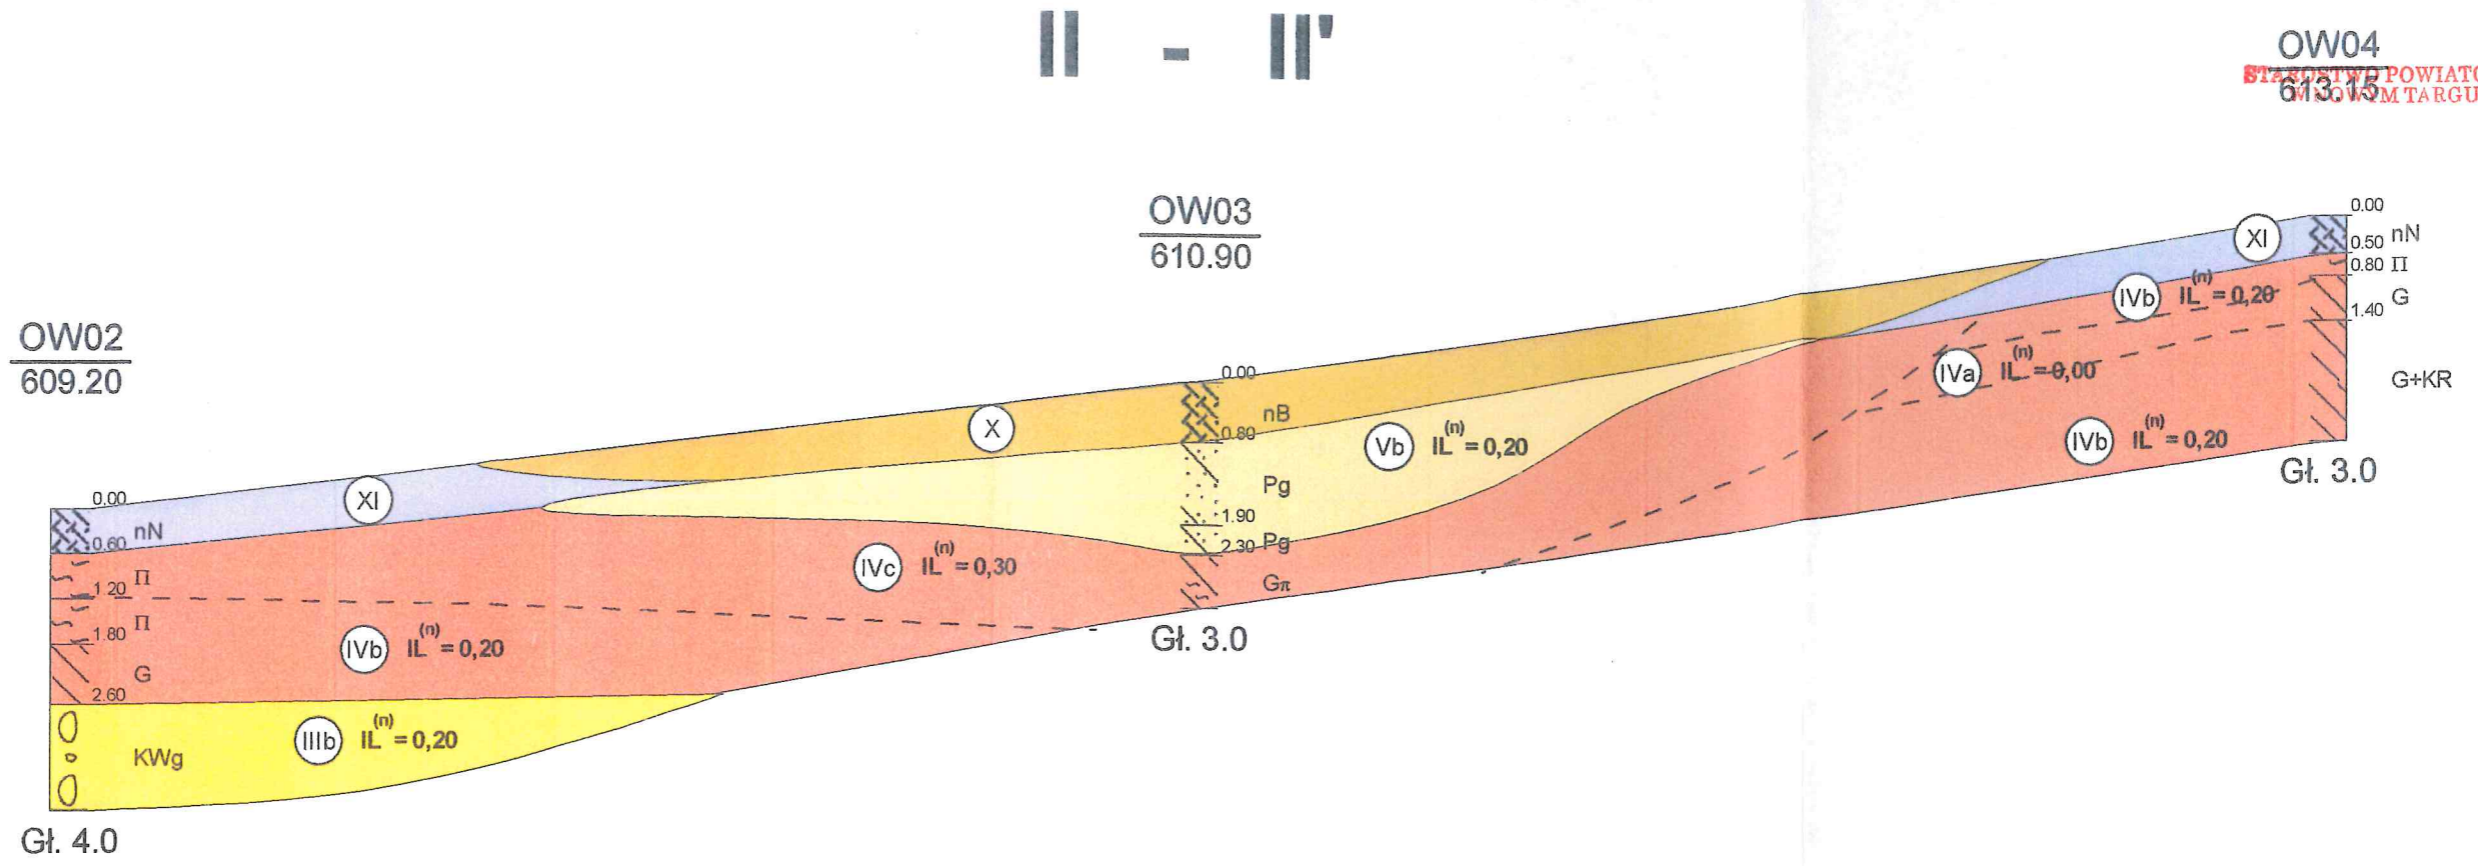 II - II'
OW04
613.15
STAROSTWO POWIATO
W NOWYM TARGU
OW03
610.90
OW02
609.20
0.00
nN
0.60
Π
1.20
Π
1.80
G
2.60
KWg
Gł. 4.0
XI
X
IVc IL(n) = 0,30
IVb IL(n) = 0,20
IIIb IL(n) = 0,20
0.00
nB
0.80
Pg
1.90
Pg
2.30
Gπ
Gł. 3.0
Vb IL(n) = 0,20
XI
IVb IL(n) = 0,20
IVa IL(n) = 0,00
IVb IL(n) = 0,20
0.00
nN
0.50
Π
0.80
G
1.40
G+KR
Gł. 3.0